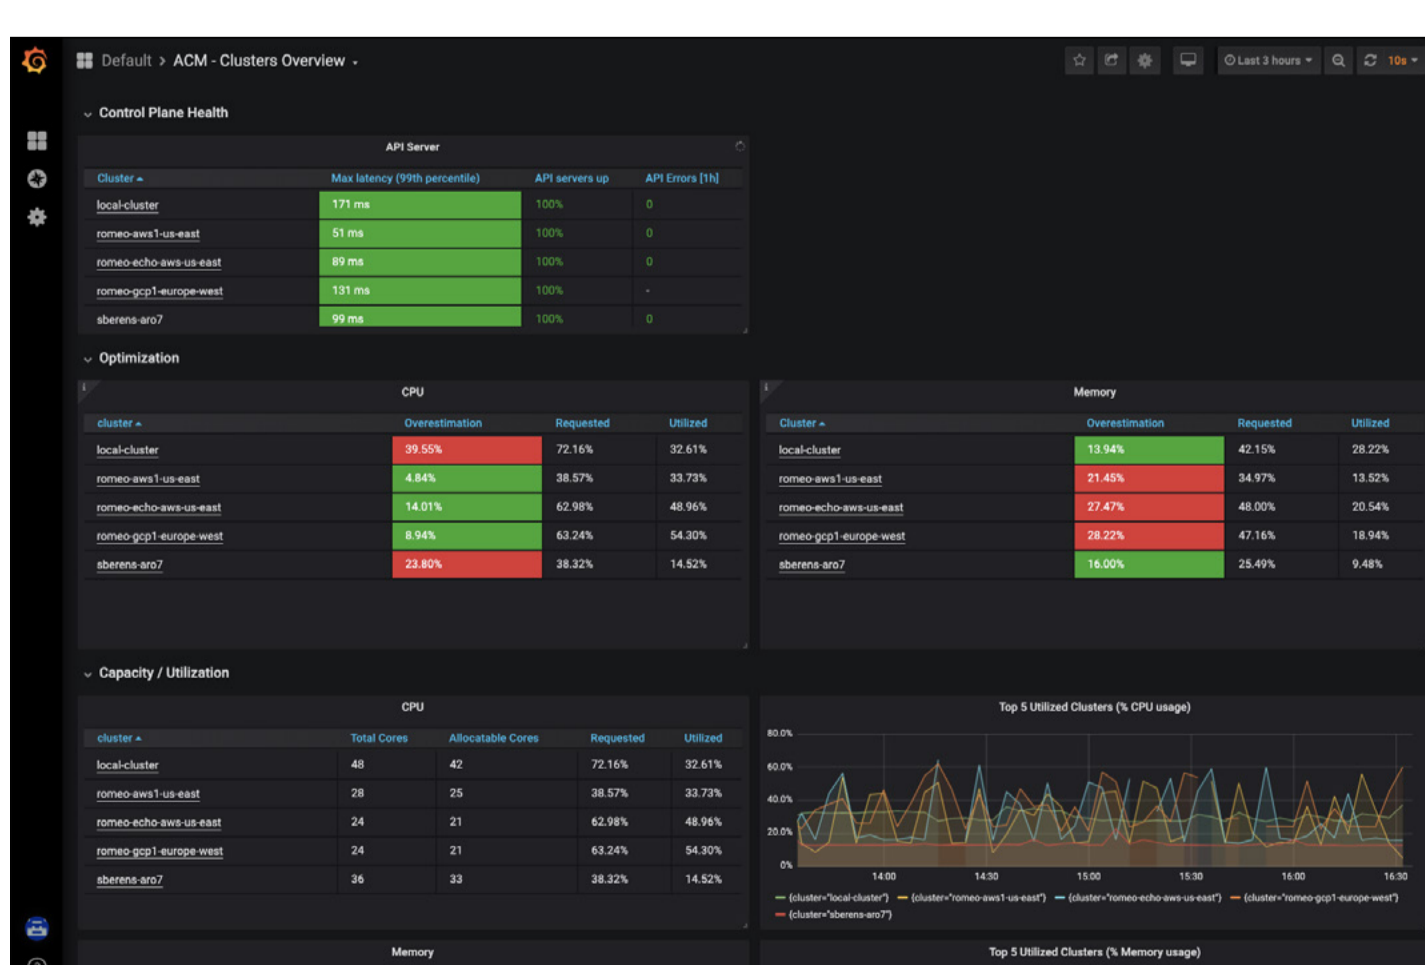 Default > ACM - Clusters Overview
Last 3 hours
10s
Control Plane Health
API Server
Cluster Max latency (99th percentile) API servers up API Errors [1h]
local-cluster 171 ms 100% 0
romeo-aws1-us-east 51 ms 100% 0
romeo-echo-aws-us-east 89 ms 100% 0
romeo-gcp1-europe-west 131 ms 100% -
sberens-aro7 99 ms 100% 0
Optimization
CPU
cluster Overestimation Requested Utilized
local-cluster 39.55% 72.16% 32.61%
romeo-aws1-us-east 4.84% 38.57% 33.73%
romeo-echo-aws-us-east 14.01% 62.98% 48.96%
romeo-gcp1-europe-west 8.94% 63.24% 54.30%
sberens-aro7 23.80% 38.32% 14.52%
Memory
Cluster Overestimation Requested Utilized
local-cluster 13.94% 42.15% 28.22%
romeo-aws1-us-east 21.45% 34.97% 13.52%
romeo-echo-aws-us-east 27.47% 48.00% 20.54%
romeo-gcp1-europe-west 28.22% 47.16% 18.94%
sberens-aro7 16.00% 25.49% 9.48%
Capacity / Utilization
CPU
cluster Total Cores Allocatable Cores Requested Utilized
local-cluster 48 42 72.16% 32.61%
romeo-aws1-us-east 28 25 38.57% 33.73%
romeo-echo-aws-us-east 24 21 62.98% 48.96%
romeo-gcp1-europe-west 24 21 63.24% 54.30%
sberens-aro7 36 33 38.32% 14.52%
Top 5 Utilized Clusters (% CPU usage)
80.0%
60.0%
40.0%
20.0%
0%
14:00 14:30 15:00 15:30 16:00 16:30
{cluster="local-cluster"} {cluster="romeo-aws1-us-east"} {cluster="romeo-echo-aws-us-east"} {cluster="romeo-gcp1-europe-west"}
{cluster="sberens-aro7"}
Memory
Top 5 Utilized Clusters (% Memory usage)